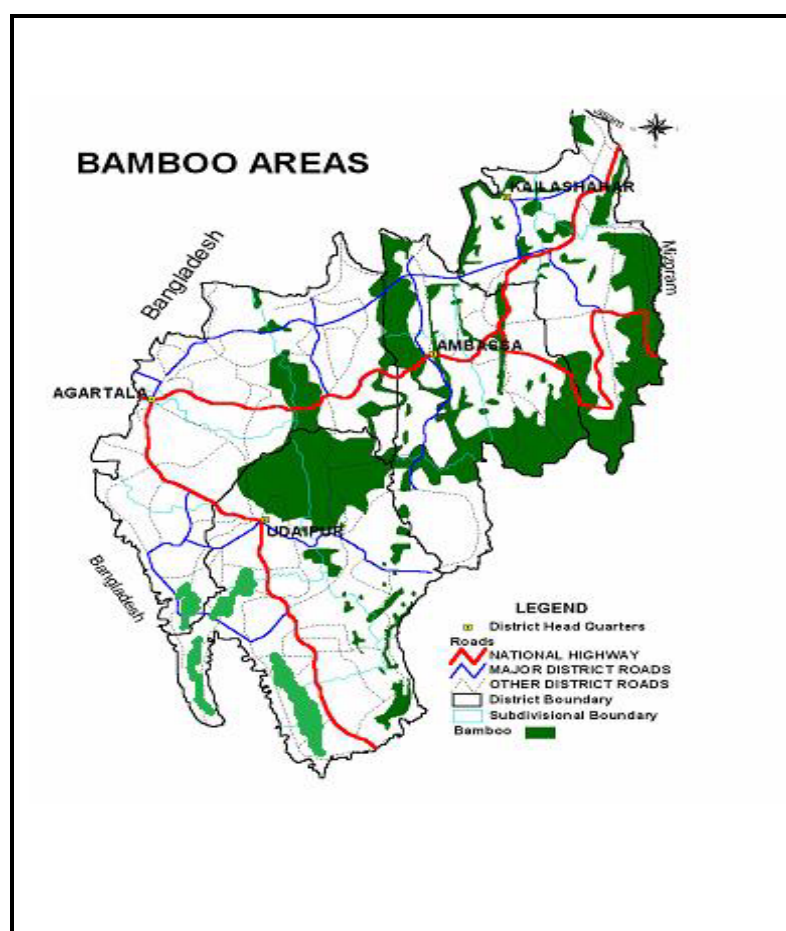 Assam
BAMBOO AREAS
KAILASHAHAR
Bangladesh
Mizoram
AMBASSA
AGARTALA
UDAIPUR
Bangladesh
LEGEND
District Head Quarters
Roads
NATIONAL HIGHWAY
MAJOR DISTRICT ROADS
OTHER DISTRICT ROADS
District Boundary
Subdivisional Boundary
Bamboo